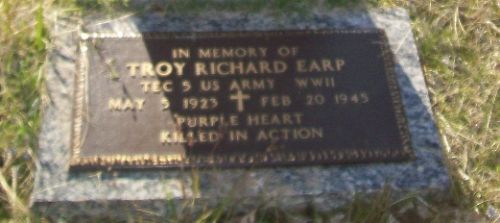 IN MEMORY OF
TROY RICHARD EARP
TEC 5 US ARMY WWII
MAY 5 1923 ✝ FEB 20 1945
PURPLE HEART
KILLED IN ACTION